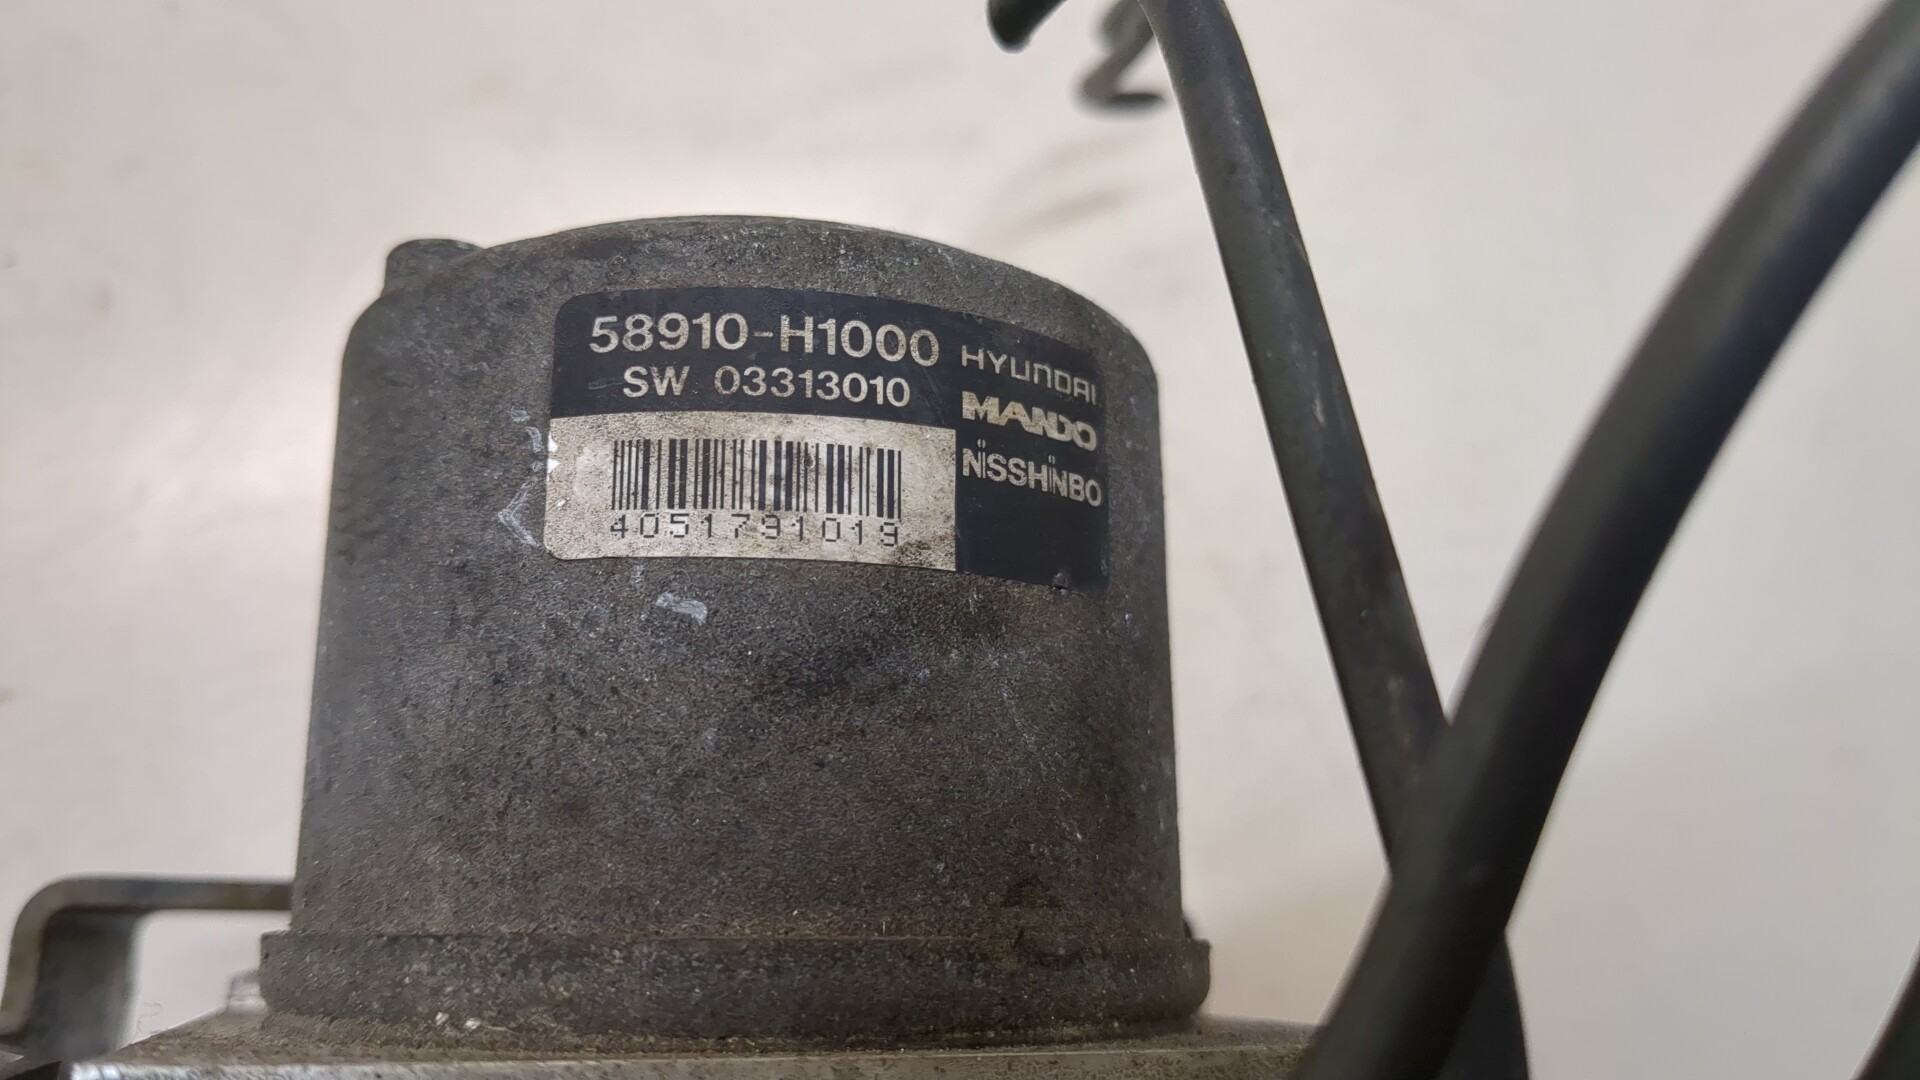 58910-H1000
SW 03313010
HYUNDAI
MANDO
NISSHINBO
4051791019